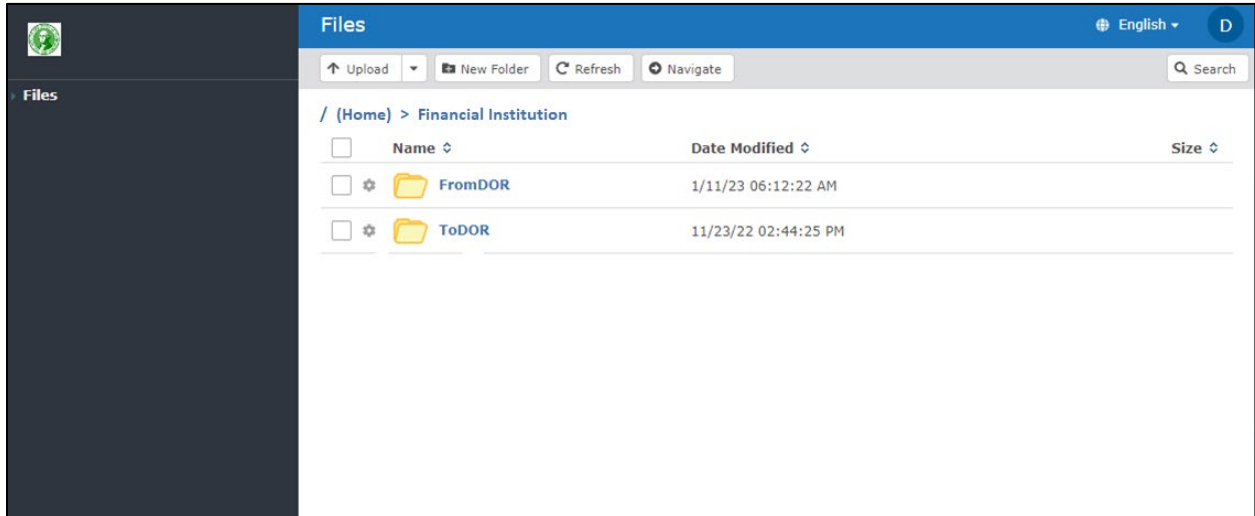 Files
English
D
Upload
New Folder
Refresh
Navigate
Search
Files
/ (Home) > Financial Institution
Name
Date Modified
Size
FromDOR
1/11/23 06:12:22 AM
ToDOR
11/23/22 02:44:25 PM